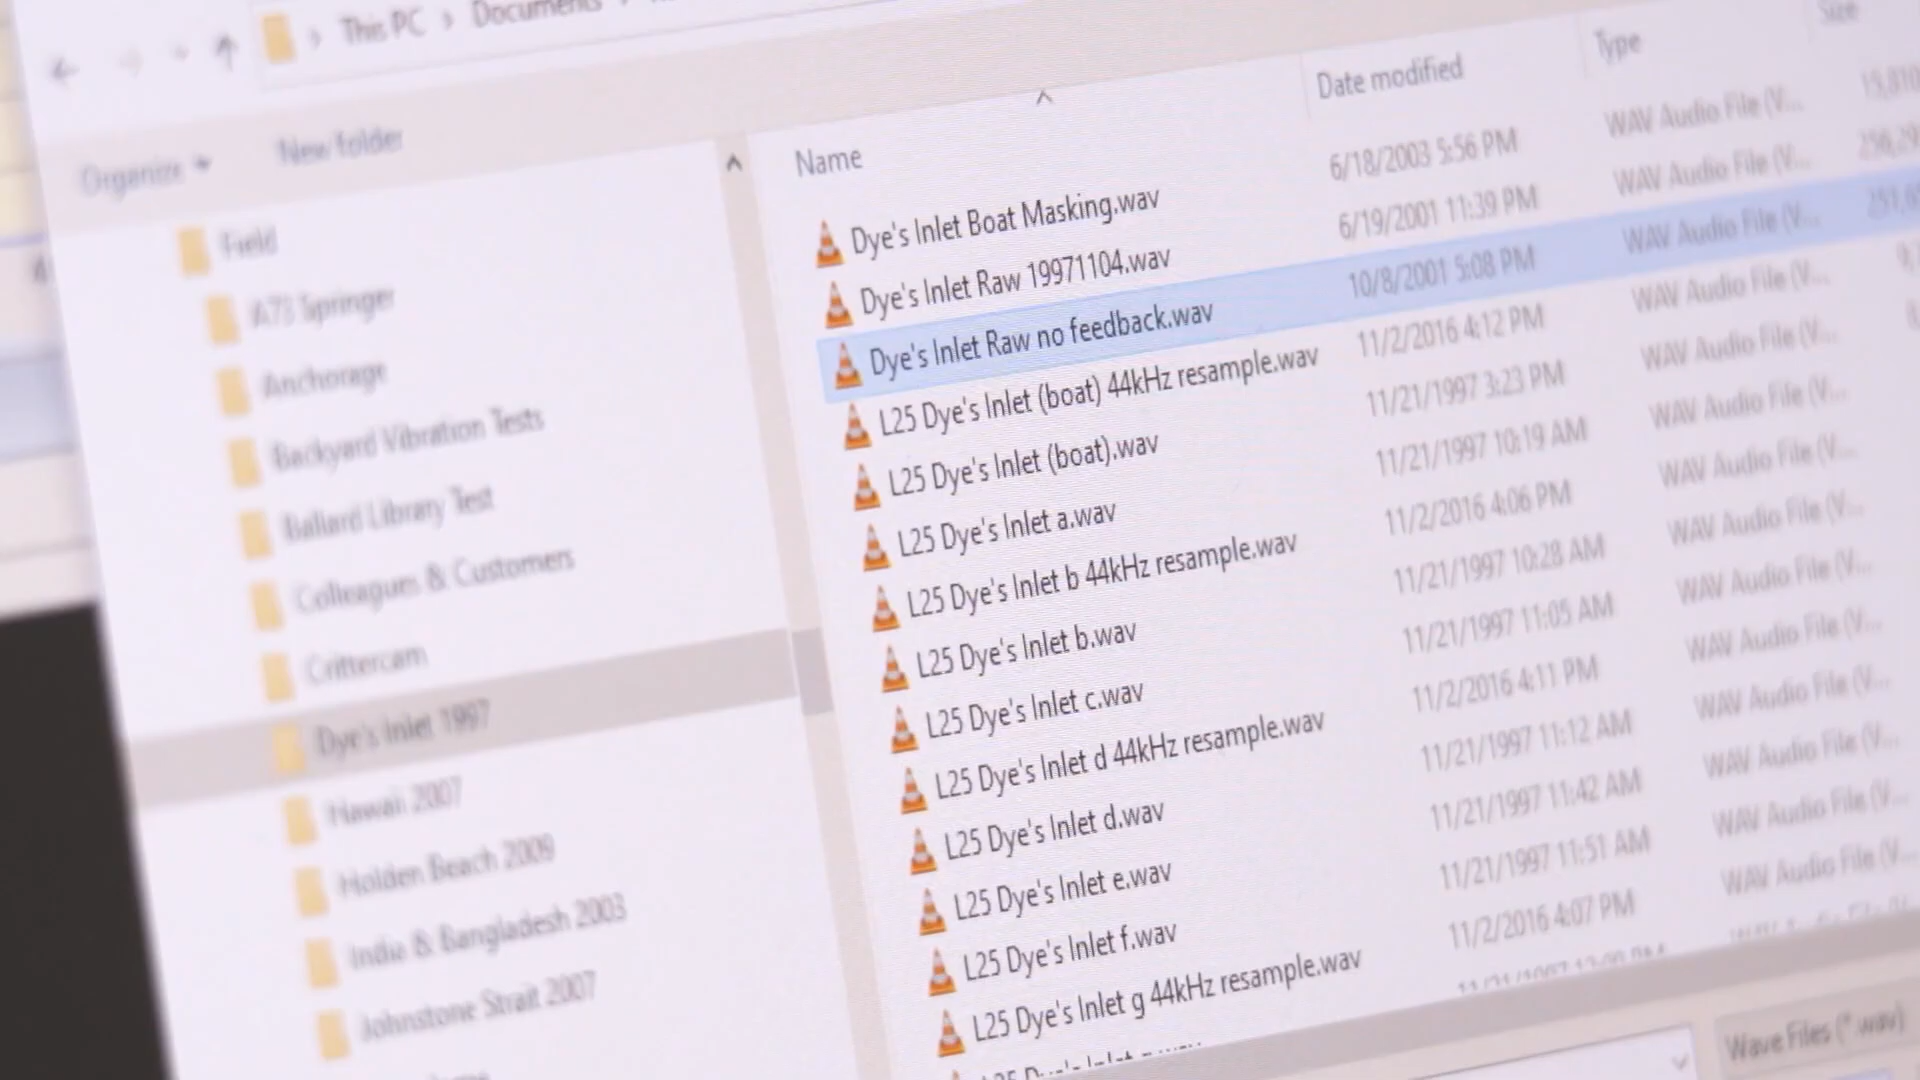 This PC > Documents
Organize
New folder
Field
A73 Springer
Anchorage
Backyard Vibration Tests
Ballard Library Test
Colleagues & Customers
Crittercam
Dye's Inlet 1997
Hawaii 2007
Holden Beach 2009
India & Bangladesh 2003
Johnstone Strait 2007
Name Date modified Type Size
Dye's Inlet Boat Masking.wav 6/18/2003 5:56 PM WAV Audio File (V...
Dye's Inlet Raw 19971104.wav 6/19/2001 11:39 PM WAV Audio File (V...
Dye's Inlet Raw no feedback.wav 10/8/2001 5:08 PM WAV Audio File (V...
L25 Dye's Inlet (boat) 44kHz resample.wav 11/2/2016 4:12 PM WAV Audio File (V...
L25 Dye's Inlet (boat).wav 11/21/1997 3:23 PM WAV Audio File (V...
L25 Dye's Inlet a.wav 11/21/1997 10:19 AM WAV Audio File (V...
L25 Dye's Inlet b 44kHz resample.wav 11/2/2016 4:06 PM WAV Audio File (V...
L25 Dye's Inlet b.wav 11/21/1997 10:28 AM WAV Audio File (V...
L25 Dye's Inlet c.wav 11/21/1997 11:05 AM WAV Audio File (V...
L25 Dye's Inlet d 44kHz resample.wav 11/2/2016 4:11 PM WAV Audio File (V...
L25 Dye's Inlet d.wav 11/21/1997 11:12 AM WAV Audio File (V...
L25 Dye's Inlet e.wav 11/21/1997 11:42 AM WAV Audio File (V...
L25 Dye's Inlet f.wav 11/21/1997 11:51 AM WAV Audio File (V...
L25 Dye's Inlet g 44kHz resample.wav 11/2/2016 4:07 PM WAV Audio File (V...
Wave Files (*.wav)